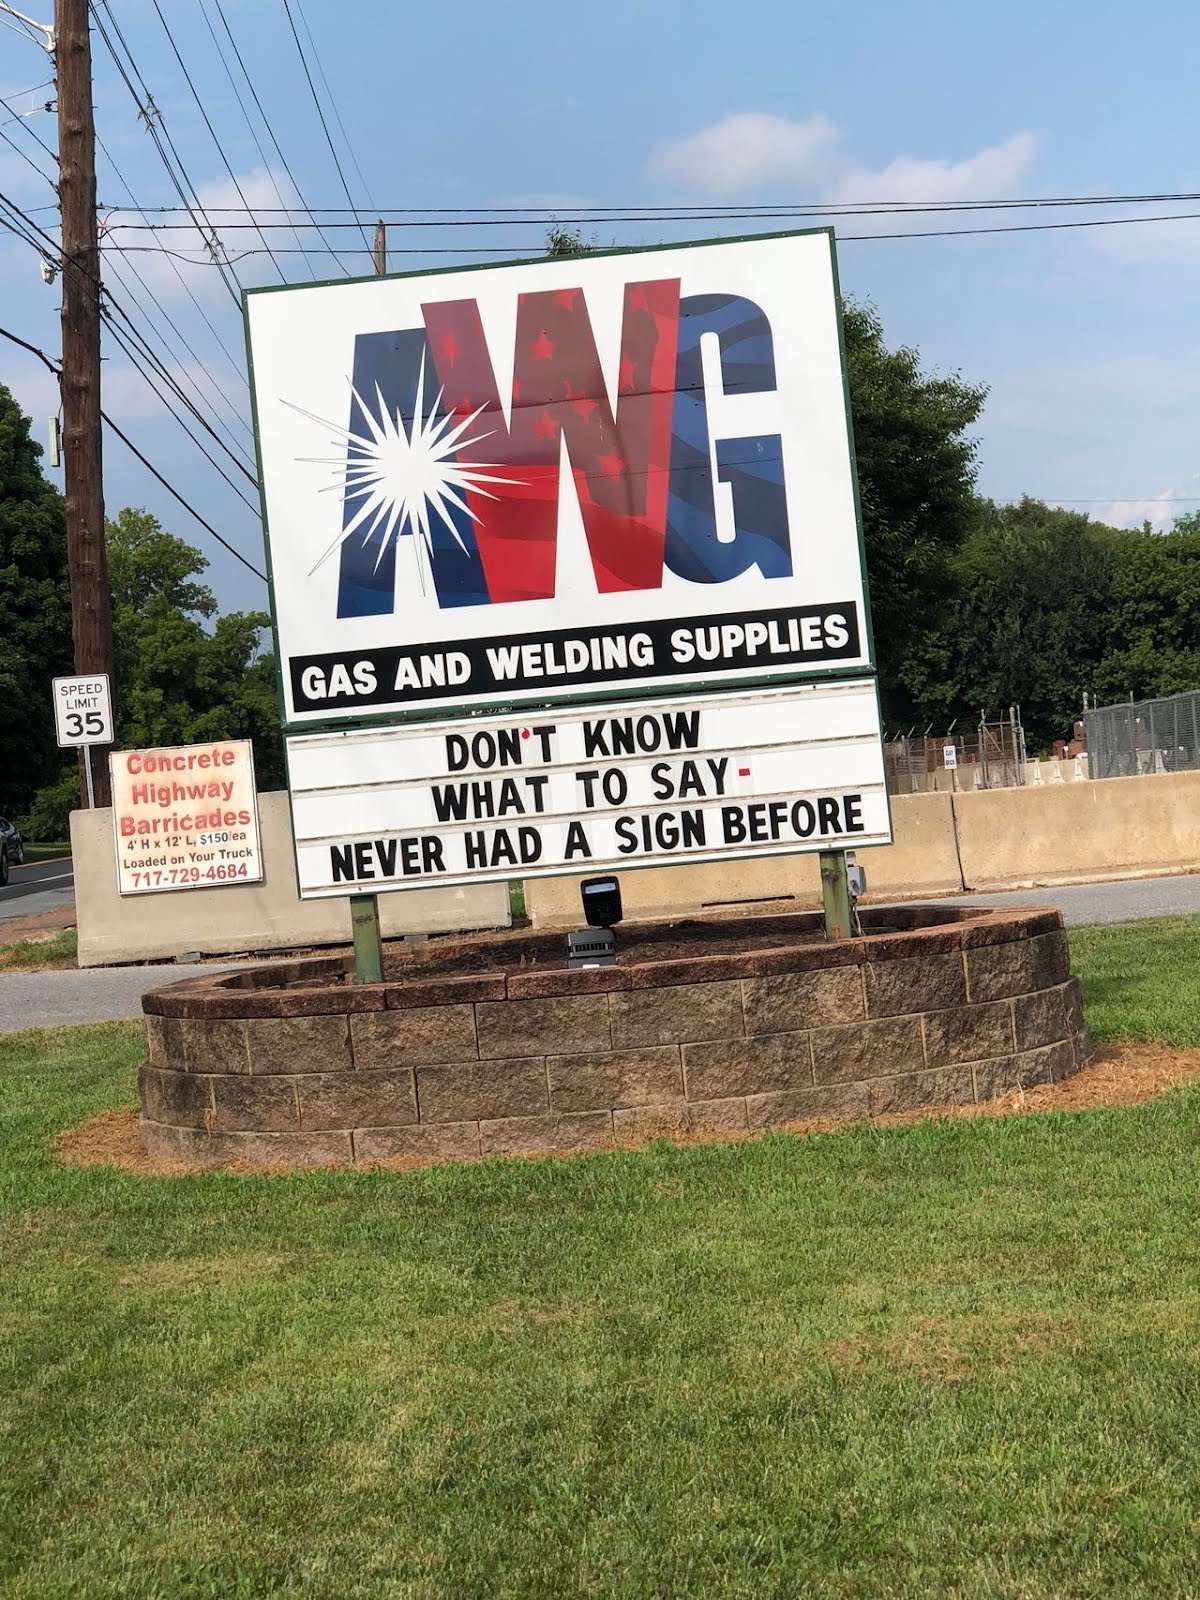 AWG
GAS AND WELDING SUPPLIES
DON'T KNOW
WHAT TO SAY-
NEVER HAD A SIGN BEFORE
SPEED
LIMIT
35
Concrete
Highway
Barricades
4' H x 12' L, $150/ea
Loaded on Your Truck
717-729-4684